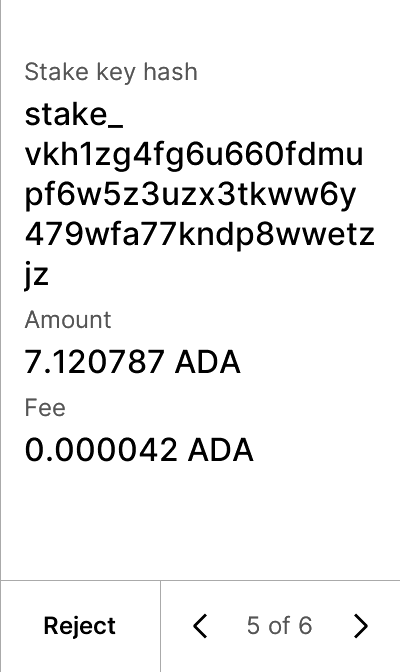 Stake key hash
stake_
vkh1zg4fg6u660fdmu
pf6w5z3uzx3tkww6y
479wfa77kndp8wwetz
jz
Amount
7.120787 ADA
Fee
0.000042 ADA
Reject
5 of 6